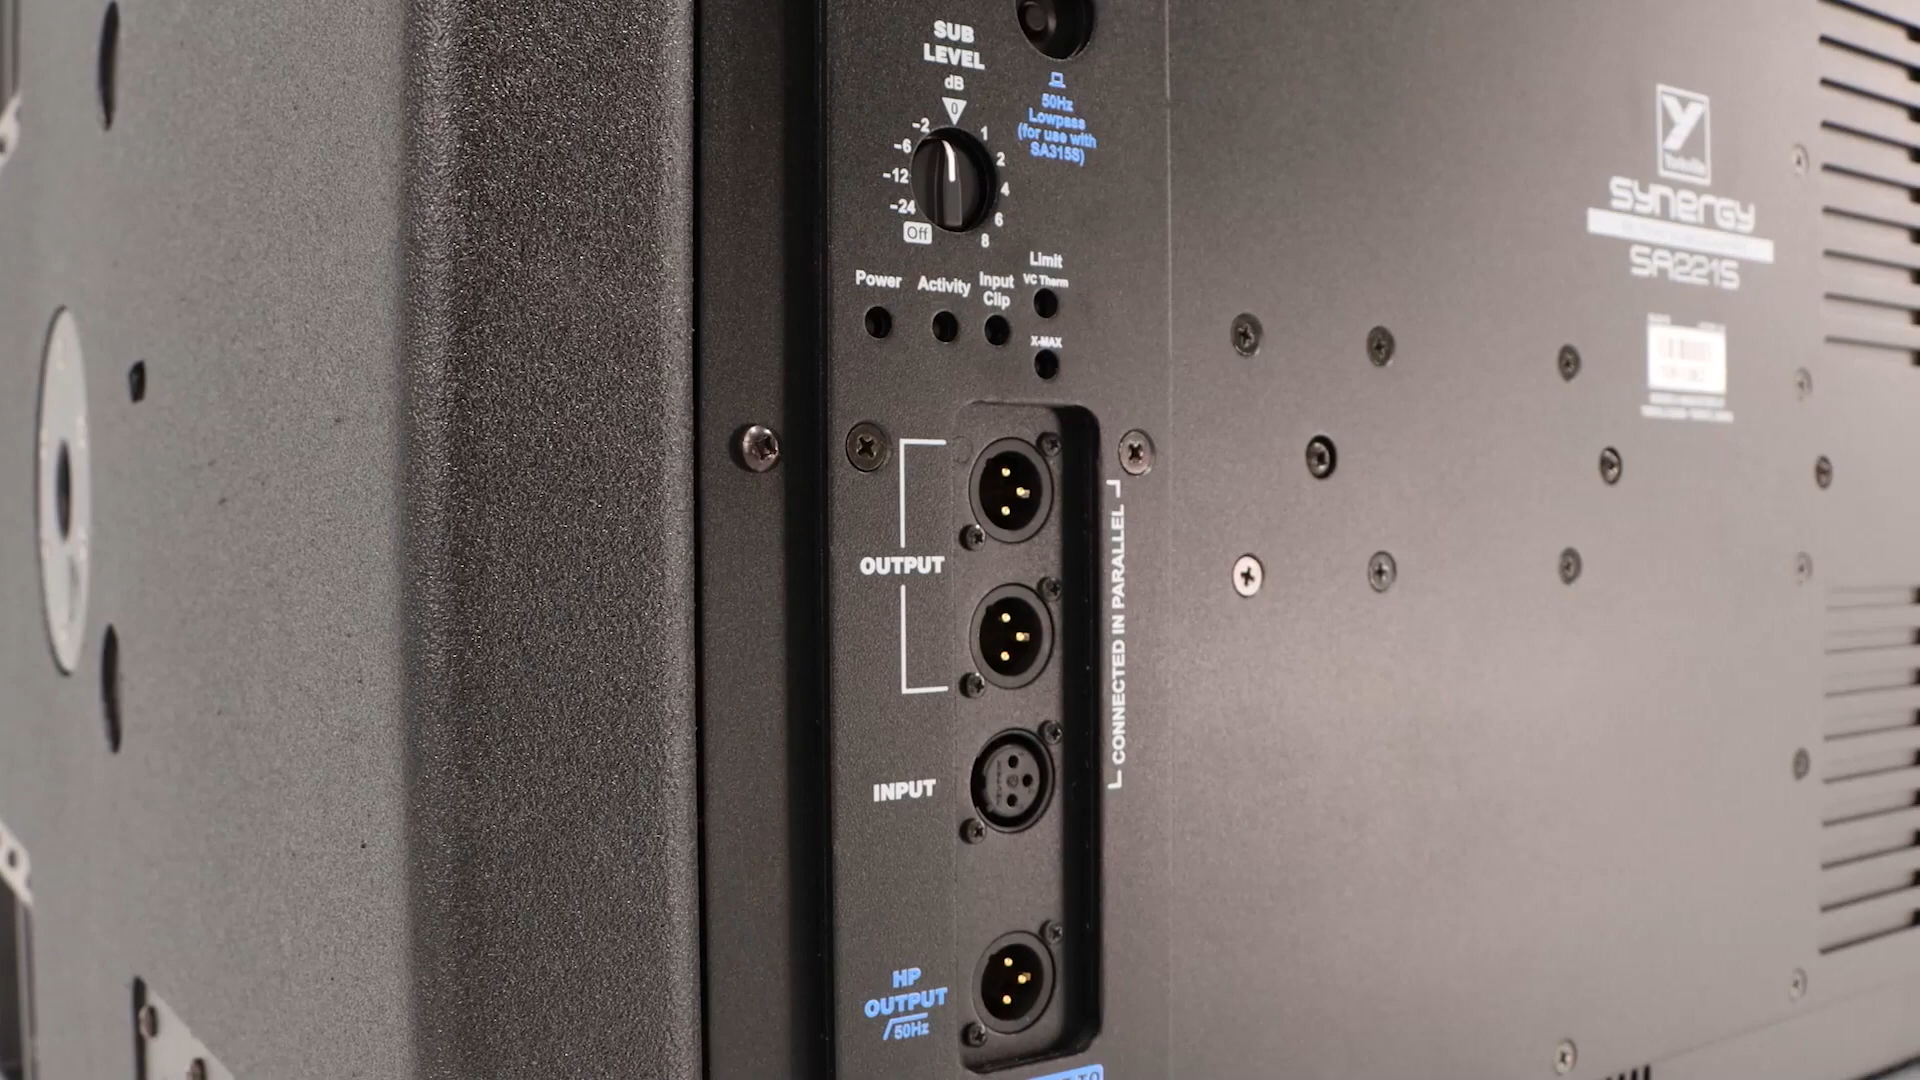 SUB
LEVEL
dB
0
-2
1
-6
2
-12
4
-24
6
Off
8
50Hz
Lowpass
(for use with
SA315S)
Power
Activity
Input
Clip
Limit
VC Therm
X-MAX
OUTPUT
INPUT
CONNECTED IN PARALLEL
HP
OUTPUT
50Hz
Y
Yorkville
SYNERGY
SA221S